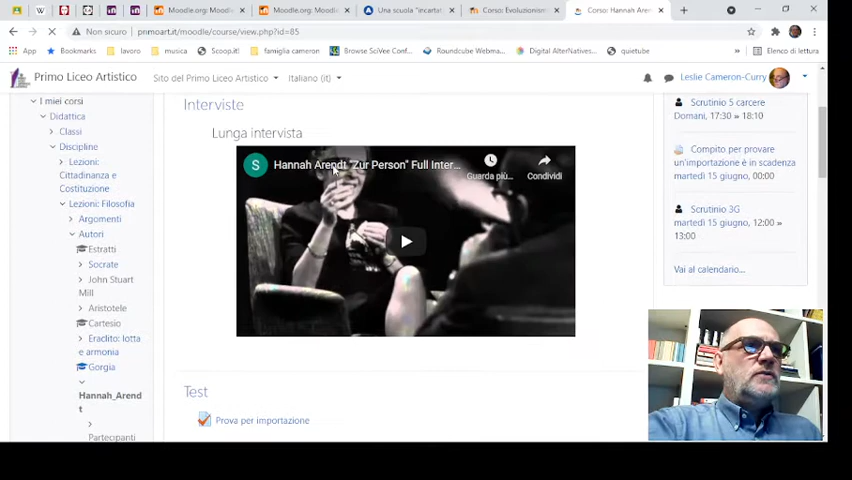 Moodle.org: Moodle
Moodle.org: Moodle
Una scuola "incartat
Corso: Evoluzionism
Corso: Hannah Aren
Non sicuro | pnmoart.it/moodle/course/view.php?id=85
App
Bookmarks
lavoro
musica
Scoop.it!
famiglia cameron
Browse SciVee Conf...
Roundcube Webma...
Digital AlterNatives...
quietube
Elenco di lettura
Primo Liceo Artistico
Sito del Primo Liceo Artistico
Italiano (it)
Leslie Cameron-Curry
I miei corsi
Didattica
Classi
Discipline
Lezioni:
Cittadinanza e
Costituzione
Lezioni: Filosofia
Argomenti
Autori
Estratti
Socrate
John Stuart
Mill
Aristotele
Cartesio
Eraclito: lotta
e armonia
Gorgia
Hannah_Arend
t
Partecipanti
Interviste
Lunga intervista
S
Hannah Arendt "Zur Person" Full Inter...
Guarda più...
Condividi
Test
Prova per importazione
Scrutinio 5 carcere
Domani, 17:30 » 18:10
Compito per provare
un'importazione è in scadenza
martedì 15 giugno, 00:00
Scrutinio 3G
martedì 15 giugno, 12:00 »
13:00
Vai al calendario...